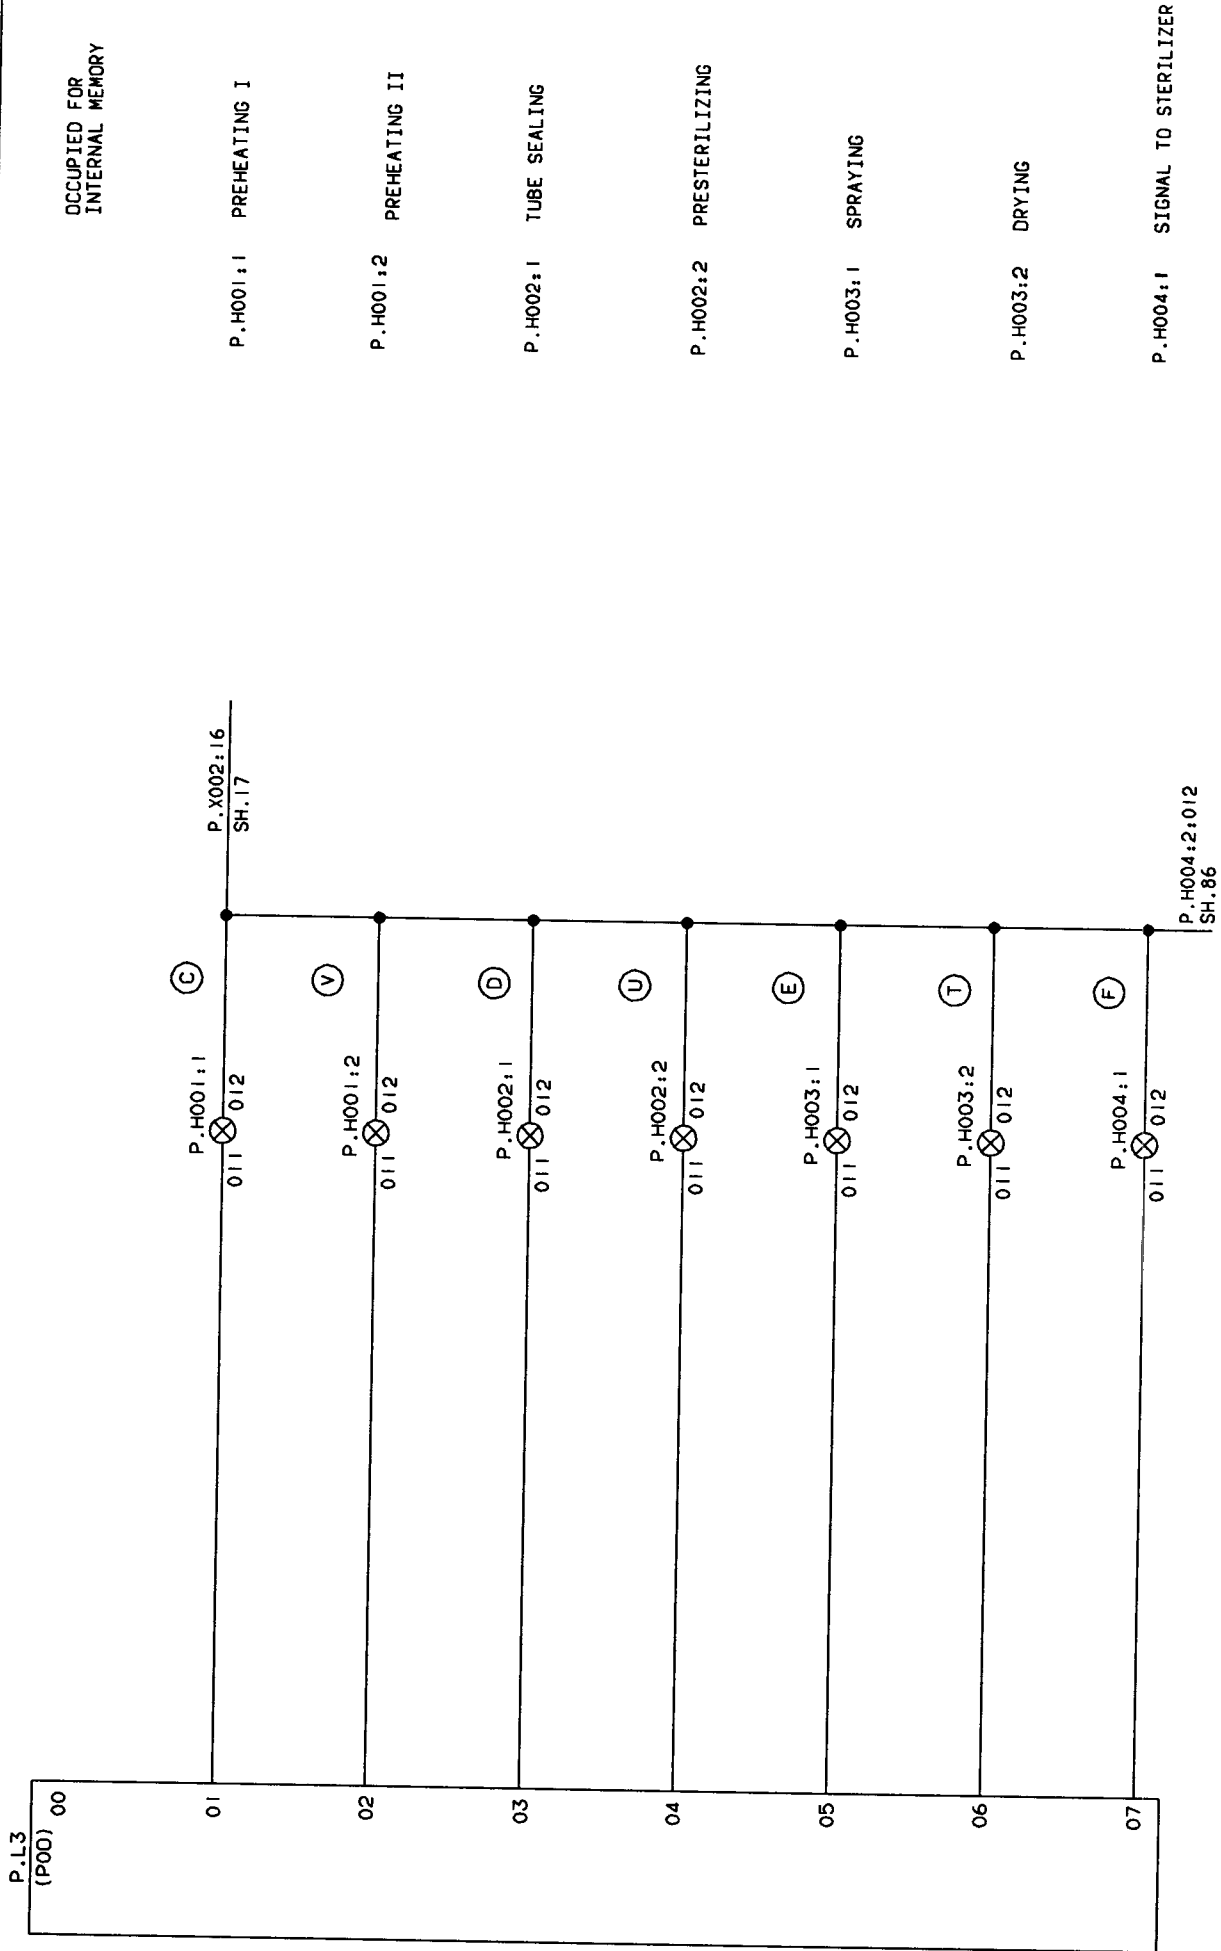 P.L3
(POO)
00
OCCUPIED FOR
INTERNAL MEMORY
01
P.H001:1
011
012
C
P.X002:16
SH.17
P.H001:1 PREHEATING I
02
P.H001:2
011
012
V
P.H001:2 PREHEATING II
03
P.H002:1
011
012
D
P.H002:1 TUBE SEALING
04
P.H002:2
011
012
U
P.H002:2 PRESTERILIZING
05
P.H003:1
011
012
E
P.H003:1 SPRAYING
06
P.H003:2
011
012
T
P.H003:2 DRYING
07
P.H004:1
011
012
F
P.H004:1 SIGNAL TO STERILIZER
P.H004:2:012
SH.86